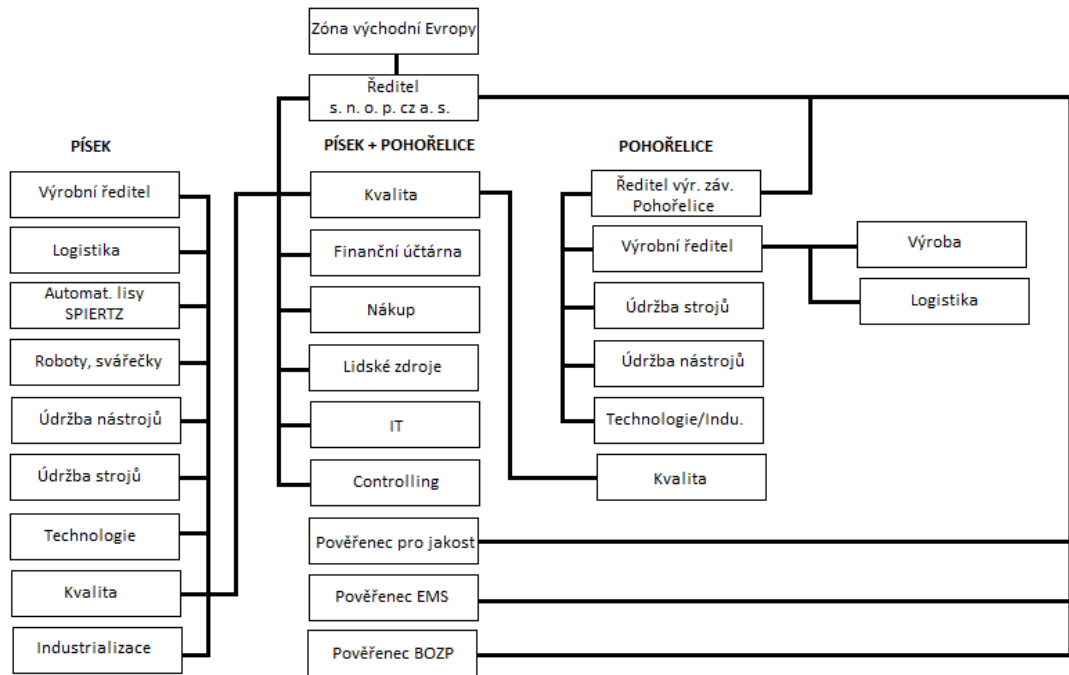 Zóna východní Evropy
Ředitel
s. n. o. p. cz a. s.
PÍSEK
Výrobní ředitel
Logistika
Automat. lisy
SPIERTZ
Roboty, svářečky
Údržba nástrojů
Údržba strojů
Technologie
Kvalita
Industrializace
PÍSEK + POHOŘELICE
Kvalita
Finanční účtárna
Nákup
Lidské zdroje
IT
Controlling
Pověřenec pro jakost
Pověřenec EMS
Pověřenec BOZP
POHOŘELICE
Ředitel výr. záv.
Pohořelice
Výrobní ředitel
Údržba strojů
Údržba nástrojů
Technologie/Indu.
Kvalita
Výroba
Logistika